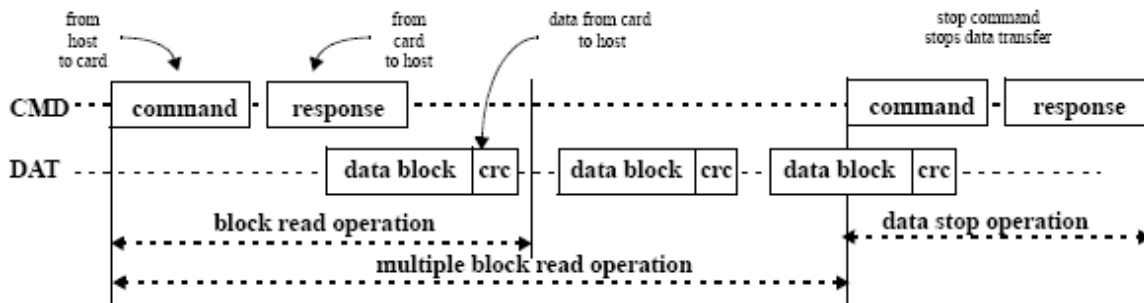 from
host
to card
from
card
to host
data from card
to host
stop command
stops data transfer
CMD command response command response
DAT data block crc data block crc data block crc
block read operation
data stop operation
multiple block read operation